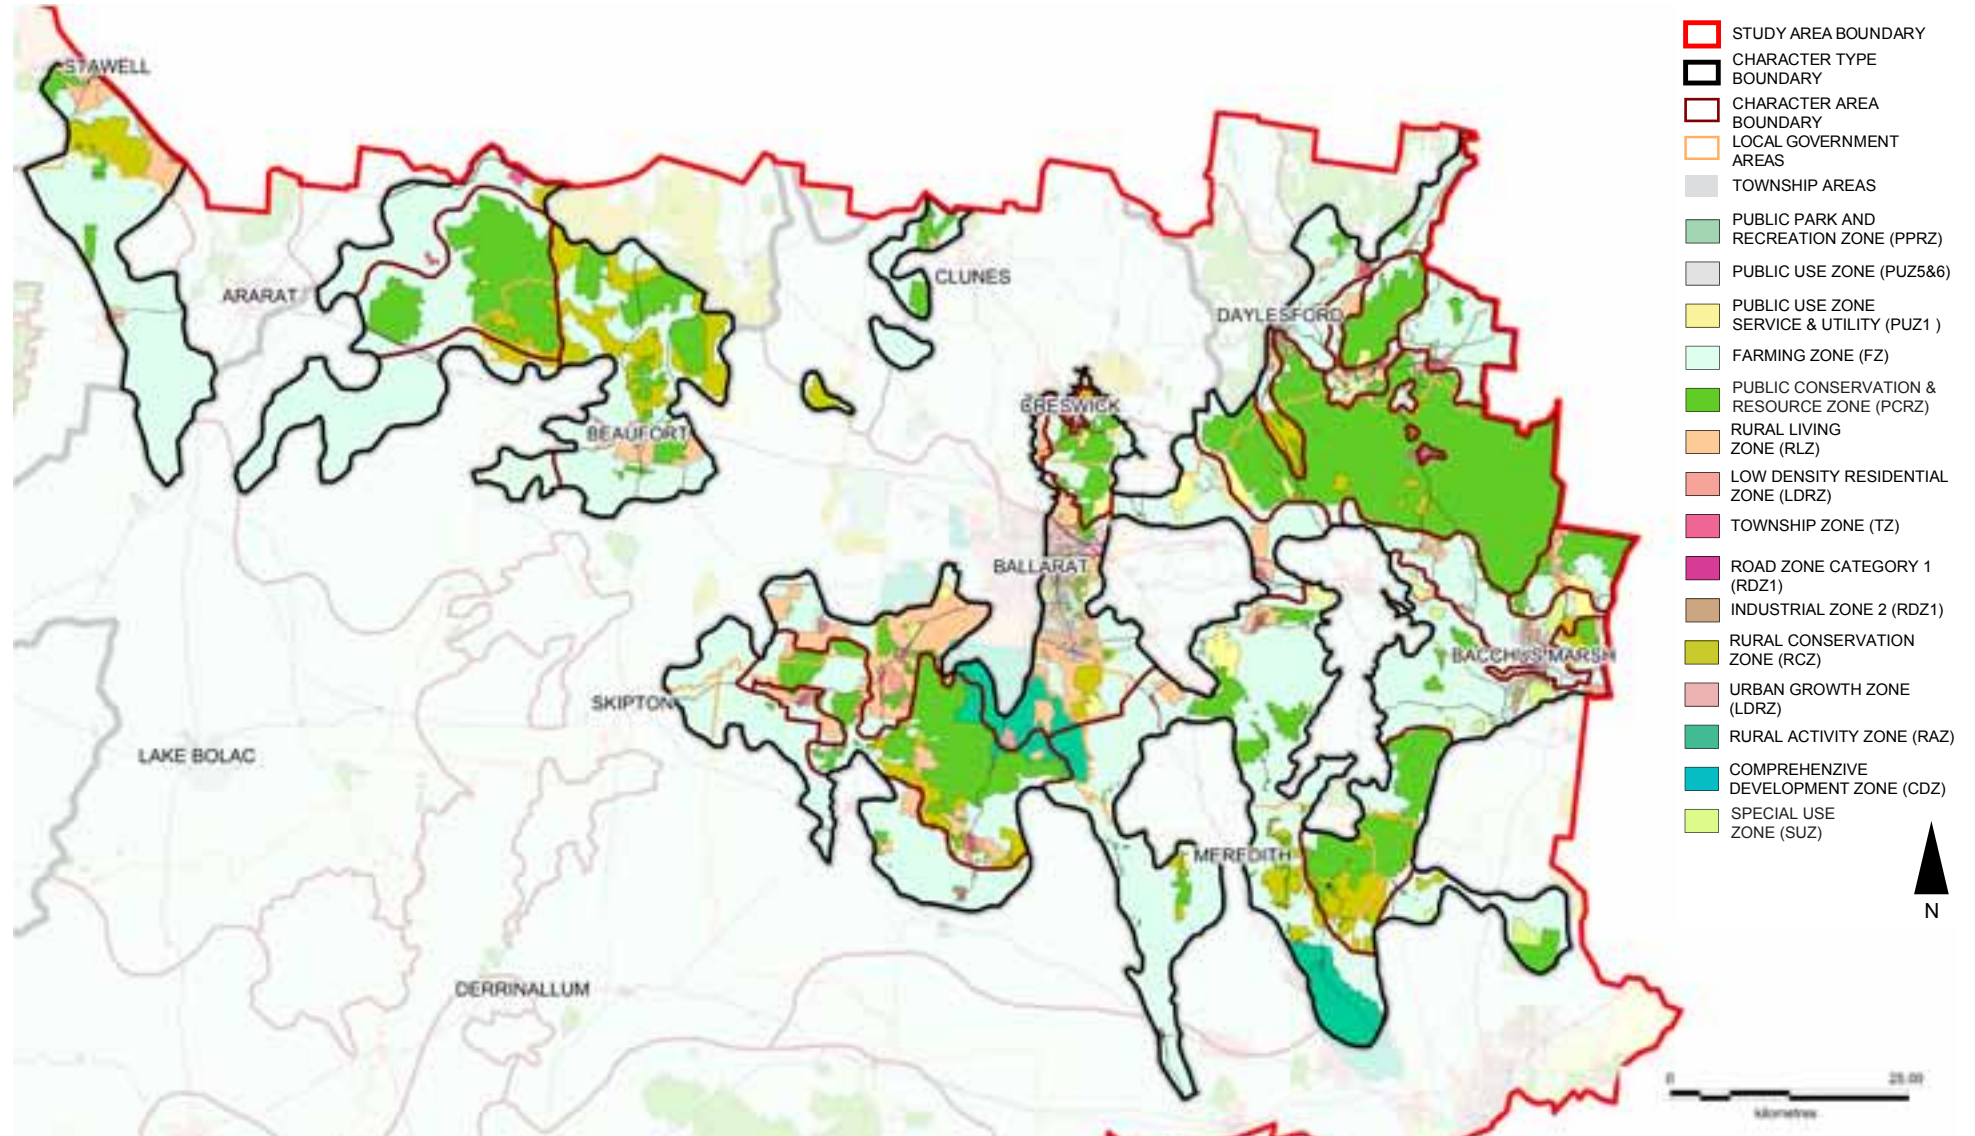 STAWELL
ARARAT
CLUNES
DAYLESFORD
CRESWICK
BEAUFORT
BALLARAT
BACCHUS MARSH
SKIPTON
LAKE BOLAC
MEREDITH
DERRINALLUM
STUDY AREA BOUNDARY
CHARACTER TYPE
BOUNDARY
CHARACTER AREA
BOUNDARY
LOCAL GOVERNMENT
AREAS
TOWNSHIP AREAS
PUBLIC PARK AND
RECREATION ZONE (PPRZ)
PUBLIC USE ZONE (PUZ5&6)
PUBLIC USE ZONE
SERVICE & UTILITY (PUZ1 )
FARMING ZONE (FZ)
PUBLIC CONSERVATION &
RESOURCE ZONE (PCRZ)
RURAL LIVING
ZONE (RLZ)
LOW DENSITY RESIDENTIAL
ZONE (LDRZ)
TOWNSHIP ZONE (TZ)
ROAD ZONE CATEGORY 1
(RDZ1)
INDUSTRIAL ZONE 2 (RDZ1)
RURAL CONSERVATION
ZONE (RCZ)
URBAN GROWTH ZONE
(LDRZ)
RURAL ACTIVITY ZONE (RAZ)
COMPREHENZIVE
DEVELOPMENT ZONE (CDZ)
SPECIAL USE
ZONE (SUZ)
N
0 25.00
kilometres